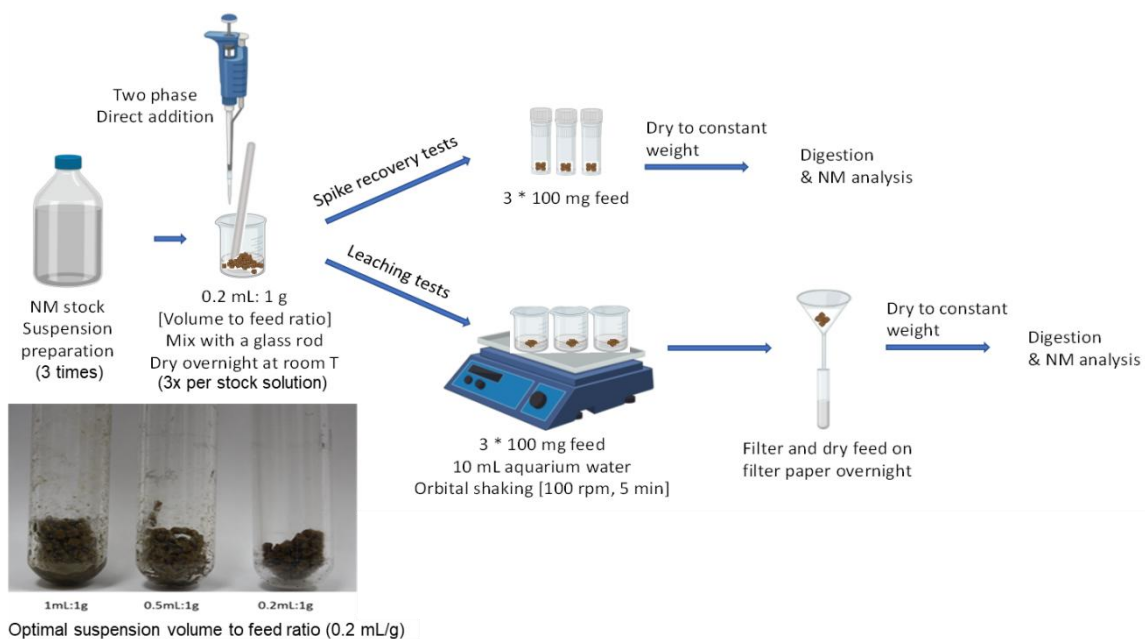 Two phase
Direct addition
NM stock
Suspension
preparation
(3 times)
0.2 mL: 1 g
[Volume to feed ratio]
Mix with a glass rod
Dry overnight at room T
(3x per stock solution)
Spike recovery tests
3 * 100 mg feed
Dry to constant
weight
Digestion
& NM analysis
Leaching tests
3 * 100 mg feed
10 mL aquarium water
Orbital shaking [100 rpm, 5 min]
Filter and dry feed on
filter paper overnight
Dry to constant
weight
Digestion
& NM analysis
1mL:1g
0.5mL:1g
0.2mL:1g
Optimal suspension volume to feed ratio (0.2 mL/g)